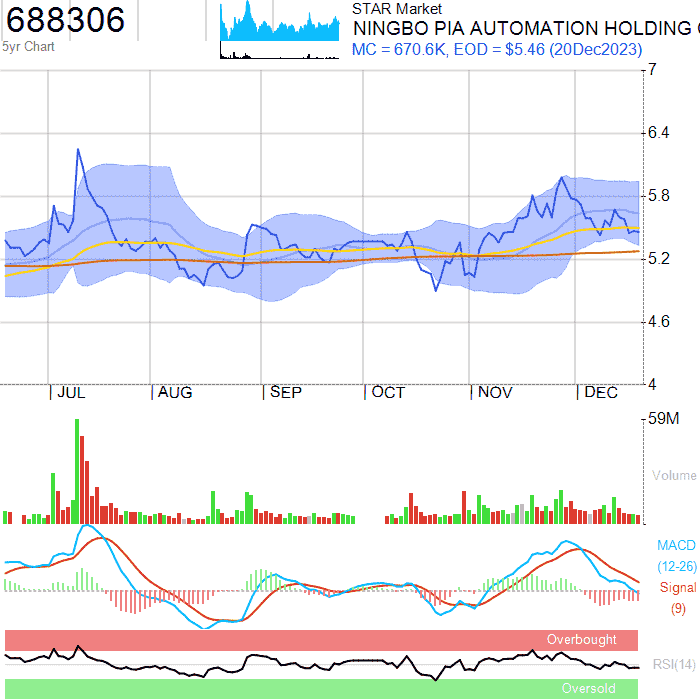 688306
5yr Chart
STAR Market
NINGBO PIA AUTOMATION HOLDING
MC = 670.6K, EOD = $5.46 (20Dec2023)
7
6.4
5.8
5.2
4.6
4
JUL
AUG
SEP
OCT
NOV
DEC
59M
Volume
MACD
(12-26)
Signal
(9)
Overbought
RSI(14)
Oversold